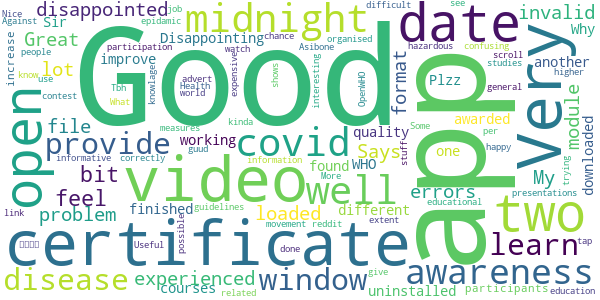 disappointed
midnight
date
invalid
Sir
Against
Nice
epidemic
job
difficult
see
Great
Disappointing
increase
participation
watch
chance
organised
hazardous
confusing
Why
lot
improve
Good
Asibone
format
app
Very
scroll
studies
higher
another
people
Tbh
advert
expensive
interesting
OpenWHO
Plzz
general
know
use
contest
What
knowlage
Health
world
shows
Some
awarded
module
downloaded
open
file
provide
kinda
covid
quality
per
happy
measures
guud
working
Says
WHO
one
My
stuffs
bit
video
well
found
More
errors
presentations
trying
informative
correctly
feel
information
educational
link
problem
finished
guidelines
loaded
different
two
certificate
movement
reddit
extent
learn
tap
Useful
possible
done
disease
experienced
window
give
awareness
courses
related
uninstalled
participants
education